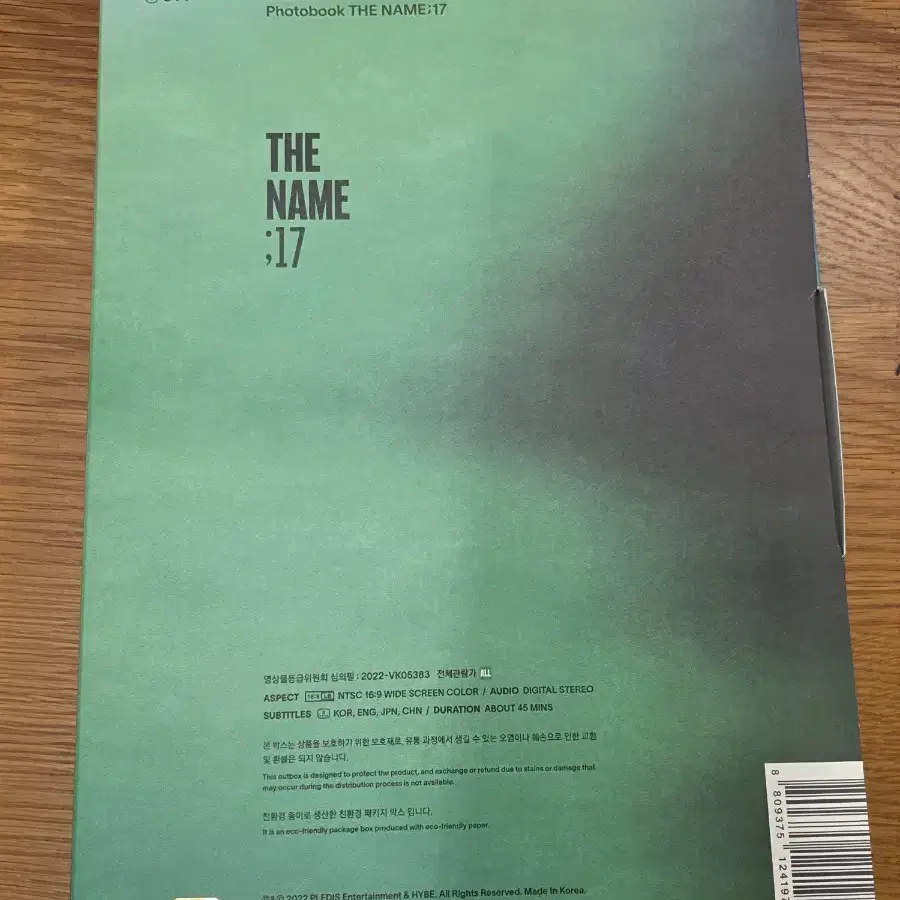 Photobook THE NAME;17
THE
NAME
;17
영상물등급위원회 심의필 : 2022-VK05383 전체관람가 ALL
ASPECT 16:9 LB NTSC 16:9 WIDE SCREEN COLOR / AUDIO DIGITAL STEREO
SUBTITLES KOR, ENG, JPN, CHN / DURATION ABOUT 45 MINS
본 박스는 상품을 보호하기 위한 보호재로, 유통 과정에서 생길 수 있는 오염이나 훼손으로 인한 교환
및 환불은 되지 않습니다.
This outbox is designed to protect the product, and exchange or refund due to stains or damage that
may occur during the distribution process is not available.
친환경 종이로 생산한 친환경 패키지 박스 입니다.
It is an eco-friendly package box produced with eco-friendly paper.
℗&© 2022 PLEDIS Entertainment & HYBE. All Rights Reserved. Made in Korea.
8 809375 124197